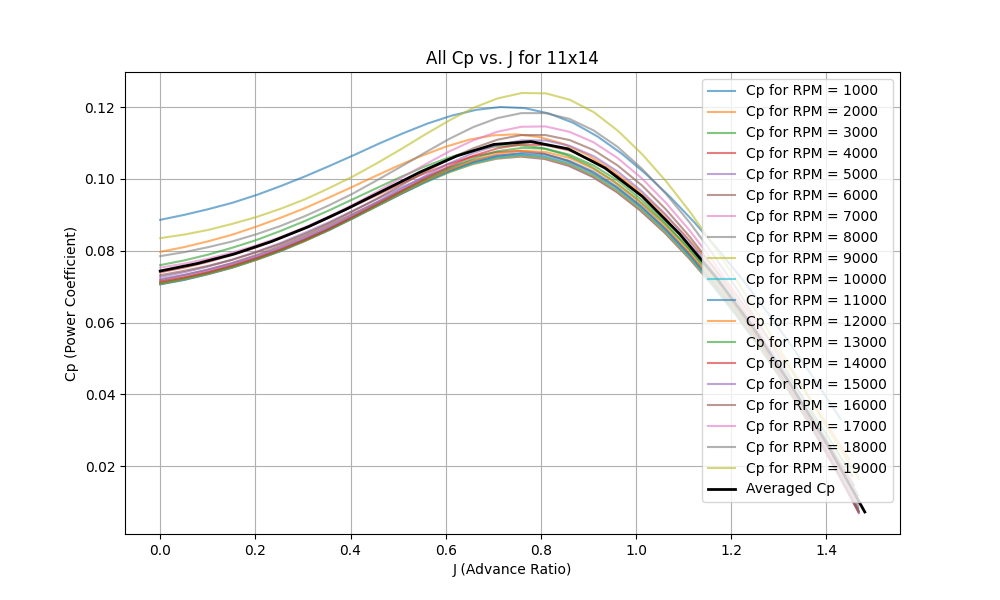 All Cp vs. J for 11x14
Cp (Power Coefficient)
0.12
0.10
0.08
0.06
0.04
0.02
0.0 0.2 0.4 0.6 0.8 1.0 1.2 1.4
J (Advance Ratio)
Cp for RPM = 1000
Cp for RPM = 2000
Cp for RPM = 3000
Cp for RPM = 4000
Cp for RPM = 5000
Cp for RPM = 6000
Cp for RPM = 7000
Cp for RPM = 8000
Cp for RPM = 9000
Cp for RPM = 10000
Cp for RPM = 11000
Cp for RPM = 12000
Cp for RPM = 13000
Cp for RPM = 14000
Cp for RPM = 15000
Cp for RPM = 16000
Cp for RPM = 17000
Cp for RPM = 18000
Cp for RPM = 19000
Averaged Cp